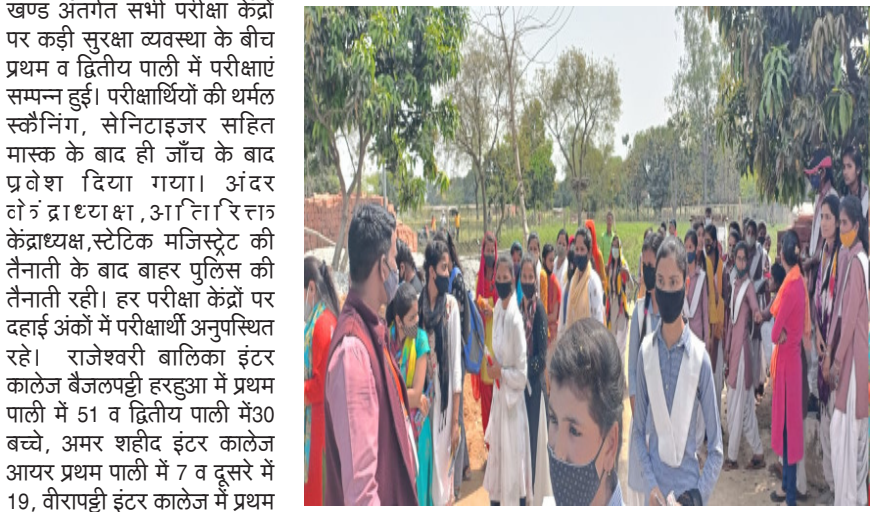 खण्ड अंतर्गत सभी परीक्षा केंद्रों
पर कड़ी सुरक्षा व्यवस्था के बीच
प्रथम व द्वितीय पाली में परीक्षाएं
सम्पन्न हुई। परीक्षार्थियों की थर्मल
स्कैनिंग, सेनिटाइजर सहित
मास्क के बाद ही जाँच के बाद
प्रवेश दिया गया। अंदर
केंद्राध्यक्ष,अतिरिक्त
केंद्राध्यक्ष,स्टेटिक मजिस्ट्रेट की
तैनाती के बाद बाहर पुलिस की
तैनाती रही। हर परीक्षा केंद्रों पर
दहाई अंकों में परीक्षार्थी अनुपस्थित
रहे। राजेश्वरी बालिका इंटर
कालेज बैजलपट्टी हरहुआ में प्रथम
पाली में 51 व द्वितीय पाली में30
बच्चे, अमर शहीद इंटर कालेज
आयर प्रथम पाली में 7 व दूसरे में
19, वीरापट्टी इंटर कालेज में प्रथम